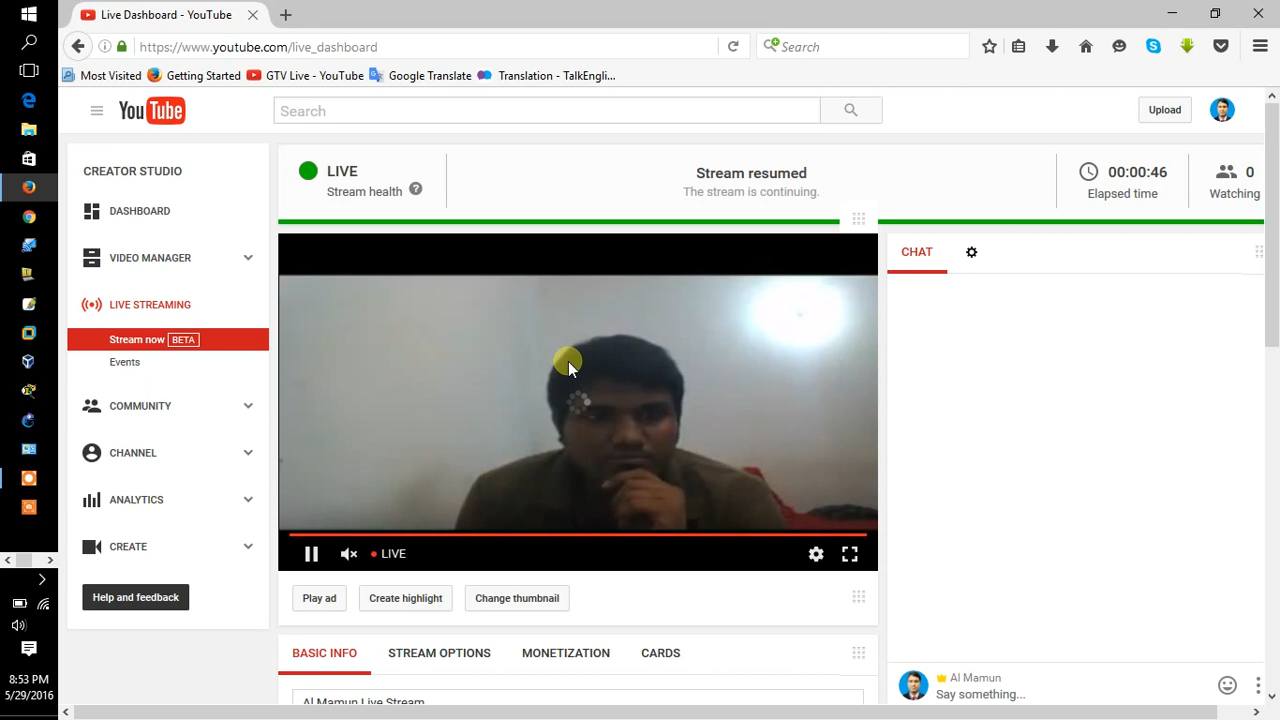 Live Dashboard - YouTube
https://www.youtube.com/live_dashboard
Search
Most Visited Getting Started GTV Live - YouTube Google Translate Translation - TalkEngli...
YouTube
Search
Upload
CREATOR STUDIO
DASHBOARD
VIDEO MANAGER
LIVE STREAMING
Stream now BETA
Events
COMMUNITY
CHANNEL
ANALYTICS
CREATE
Help and feedback
LIVE
Stream health
Stream resumed
The stream is continuing.
00:00:46
Elapsed time
0
Watching
CHAT
LIVE
Play ad
Create highlight
Change thumbnail
BASIC INFO
STREAM OPTIONS
MONETIZATION
CARDS
Al Mamun Live Stream
Al Mamun
Say something...
8:53 PM
5/29/2016